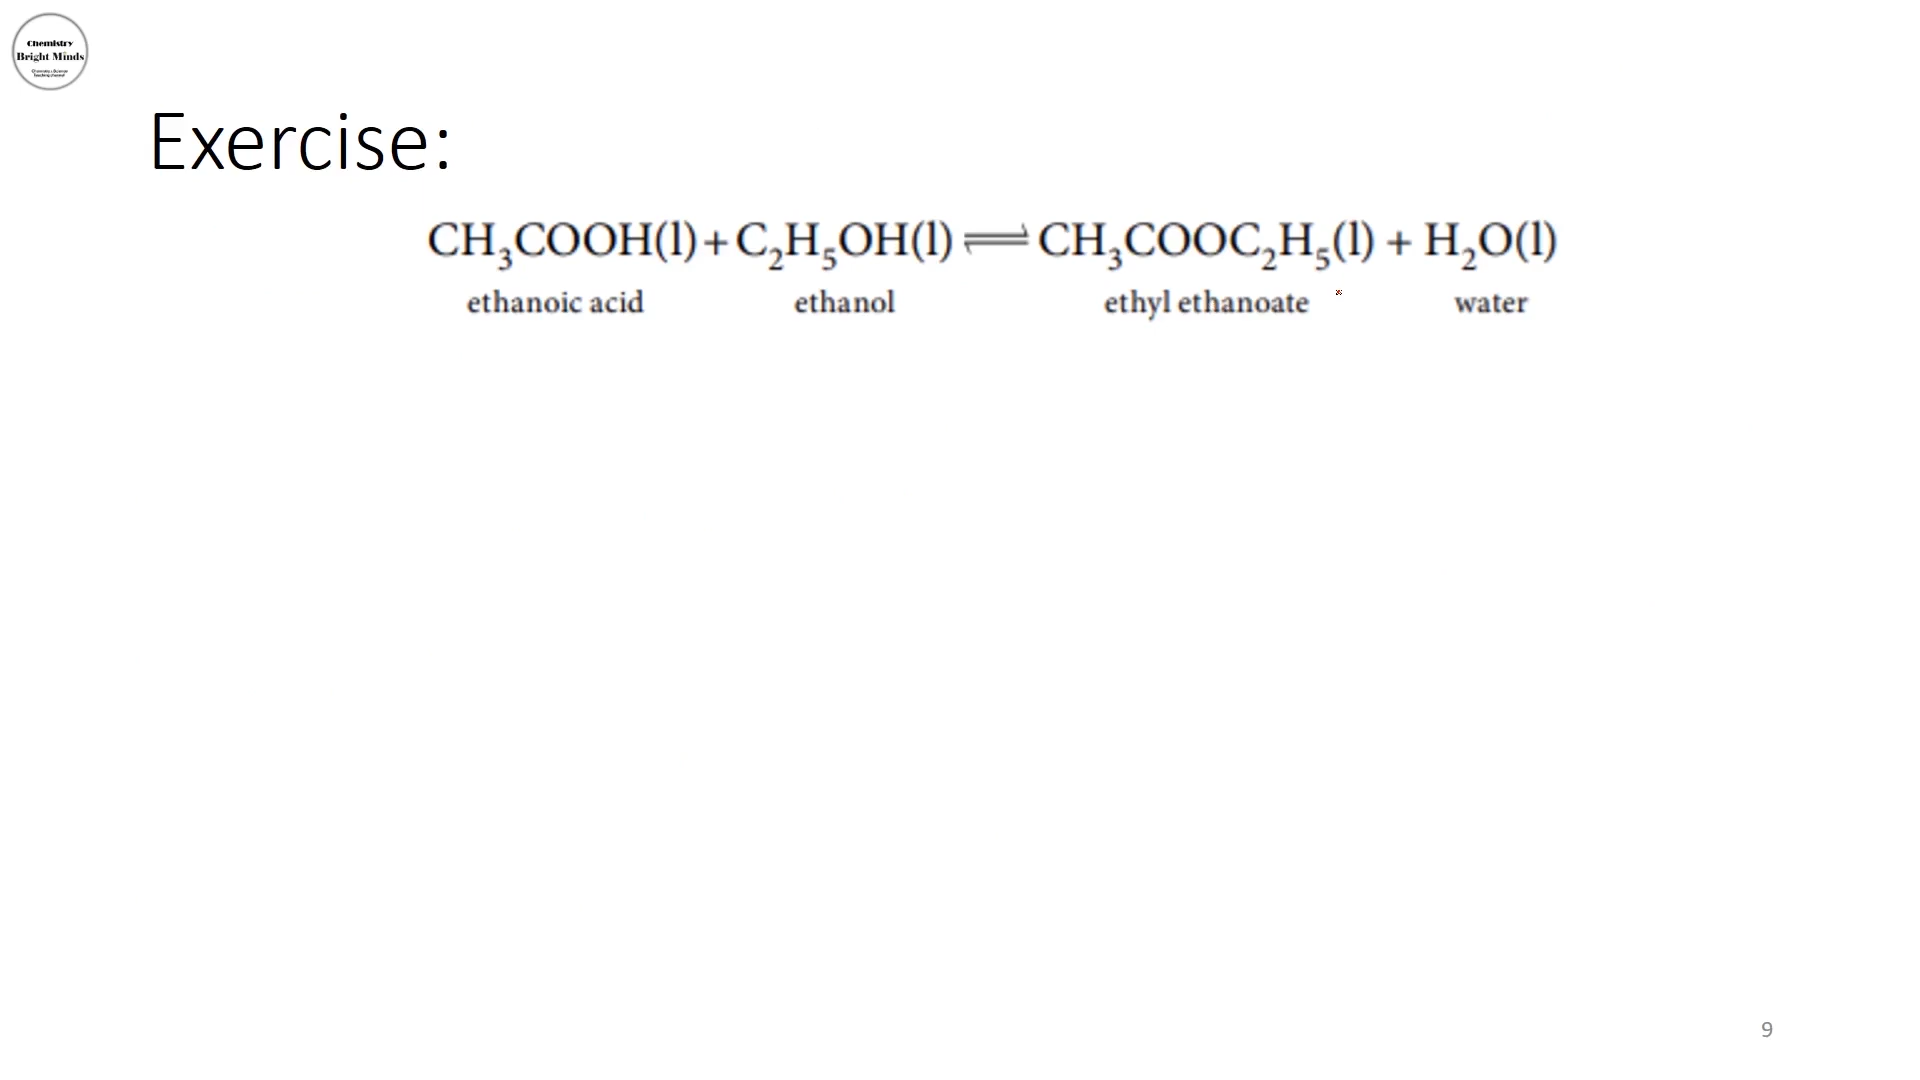 Chemistry
Bright Minds
Exercise:
CH₃COOH(l) + C₂H₅OH(l) ⇌ CH₃COOC₂H₅(l) + H₂O(l)
ethanoic acid ethanol ethyl ethanoate water
9